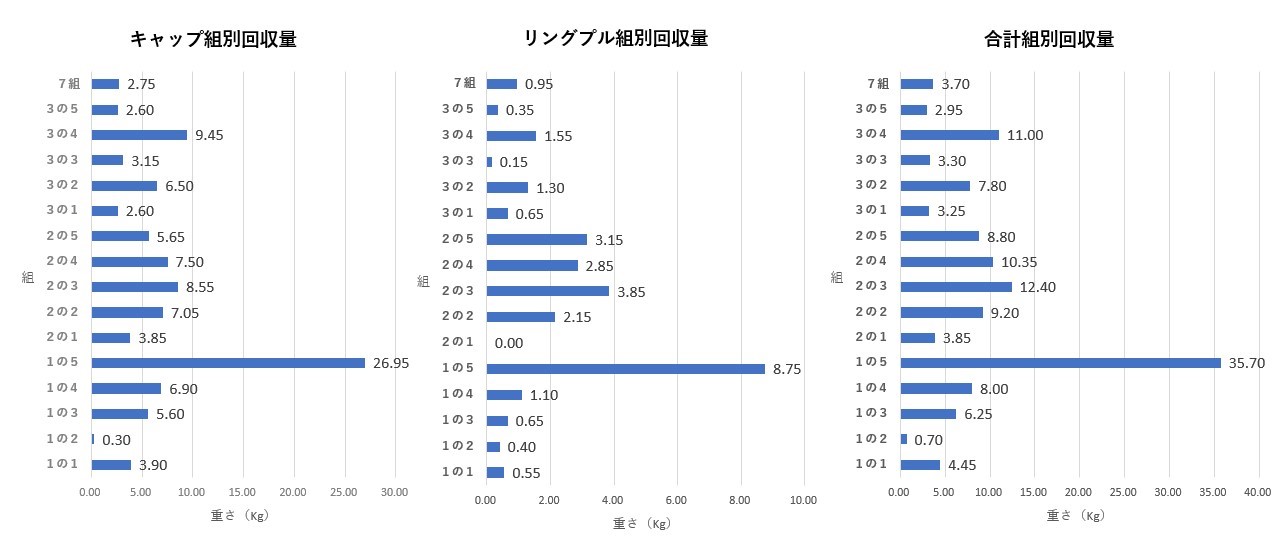 キャップ組別回収量
７組 2.75
３の５ 2.60
３の４ 9.45
３の３ 3.15
３の２ 6.50
３の１ 2.60
２の５ 5.65
２の４ 7.50
２の３ 8.55
２の２ 7.05
２の１ 3.85
１の５ 26.95
１の４ 6.90
１の３ 5.60
１の２ 0.30
１の１ 3.90
組
0.00 5.00 10.00 15.00 20.00 25.00 30.00
重さ（Kg）
リングプル組別回収量
７組 0.95
３の５ 0.35
３の４ 1.55
３の３ 0.15
３の２ 1.30
３の１ 0.65
２の５ 3.15
２の４ 2.85
２の３ 3.85
２の２ 2.15
２の１ 0.00
１の５ 8.75
１の４ 1.10
１の３ 0.65
１の２ 0.40
１の１ 0.55
組
0.00 2.00 4.00 6.00 8.00 10.00
重さ（Kg）
合計組別回収量
７組 3.70
３の５ 2.95
３の４ 11.00
３の３ 3.30
３の２ 7.80
３の１ 3.25
２の５ 8.80
２の４ 10.35
２の３ 12.40
２の２ 9.20
２の１ 3.85
１の５ 35.70
１の４ 8.00
１の３ 6.25
１の２ 0.70
１の１ 4.45
組
0.00 5.00 10.00 15.00 20.00 25.00 30.00 35.00 40.00
重さ（Kg）